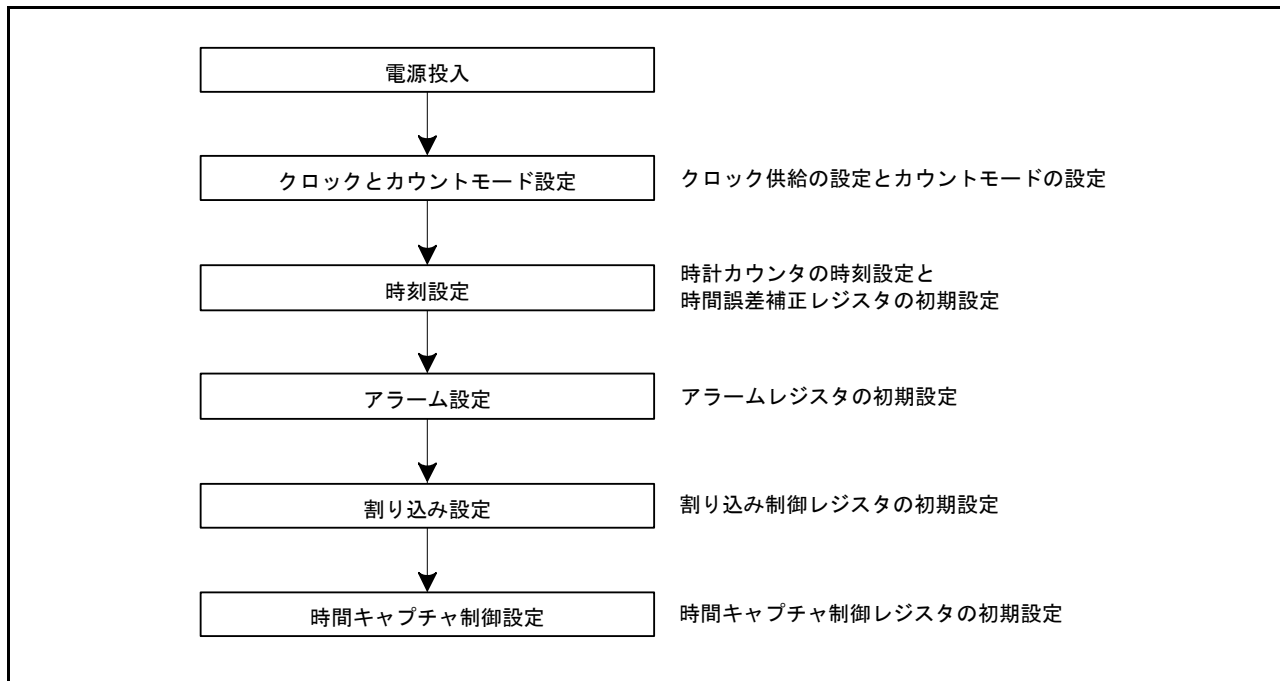 電源投入
クロックとカウントモード設定
クロック供給の設定とカウントモードの設定
時刻設定
時計カウンタの時刻設定と
時間誤差補正レジスタの初期設定
アラーム設定
アラームレジスタの初期設定
割り込み設定
割り込み制御レジスタの初期設定
時間キャプチャ制御設定
時間キャプチャ制御レジスタの初期設定